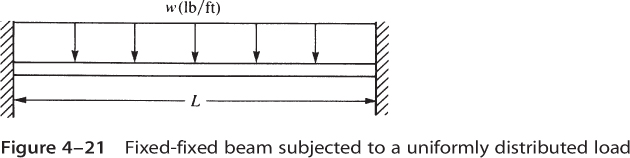 w(lb/ft)
L
Figure 4–21 Fixed-fixed beam subjected to a uniformly distributed load